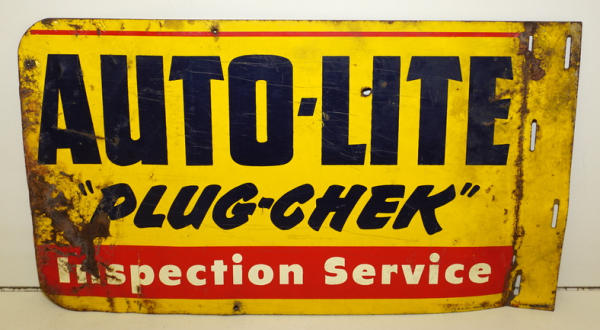 AUTO-LITE
"PLUG-CHEK"
Inspection Service